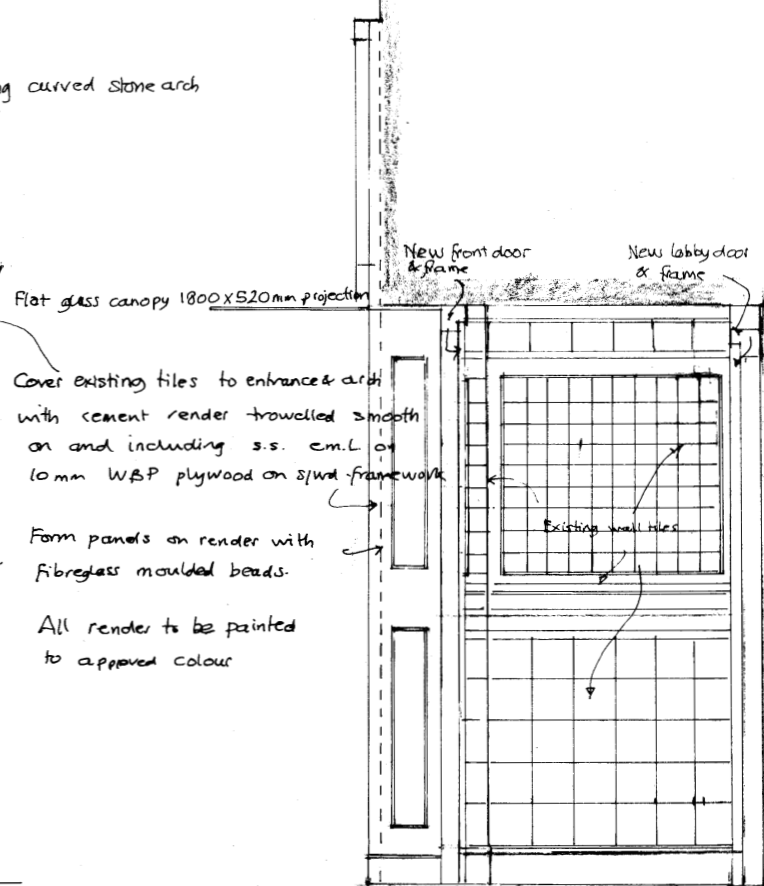 curved stone arch
New front door
& frame
New lobby door
& frame
Flat glass canopy 1800 x 520mm projection
Cover existing tiles to entrance & arch
with cement render trowelled smooth
on and including s.s. em.L on
10mm WBP plywood on s/wd framework
Existing wall tiles
Form panels on render with
fibreglass moulded beads.
All render to be painted
to approved colour